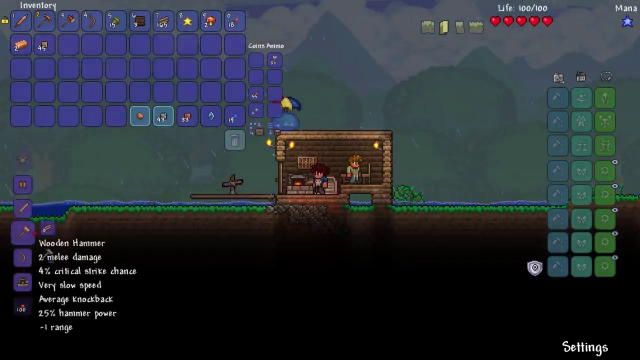 Inventory
Life: 100/100
Mana
Coins Ammo
Wooden Hammer
2 melee damage
4% critical strike chance
Very slow speed
Average knockback
25% hammer power
-1 range
100
Settings